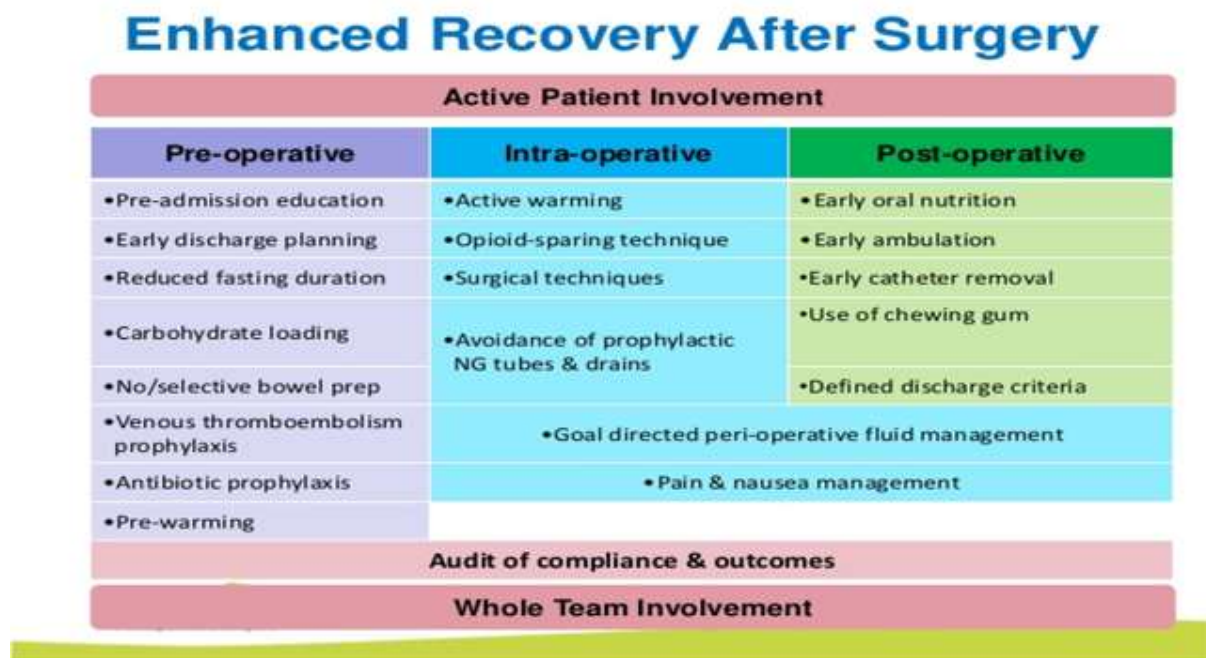 Enhanced Recovery After Surgery
Active Patient Involvement
Pre-operative
Intra-operative
Post-operative
•Pre-admission education
•Active warming
•Early oral nutrition
•Early discharge planning
•Opioid-sparing technique
•Early ambulation
•Reduced fasting duration
•Surgical techniques
•Early catheter removal
•Carbohydrate loading
•Avoidance of prophylactic
NG tubes & drains
•Use of chewing gum
•No/selective bowel prep
•Defined discharge criteria
•Venous thromboembolism
prophylaxis
•Goal directed peri-operative fluid management
•Antibiotic prophylaxis
•Pain & nausea management
•Pre-warming
Audit of compliance & outcomes
Whole Team Involvement